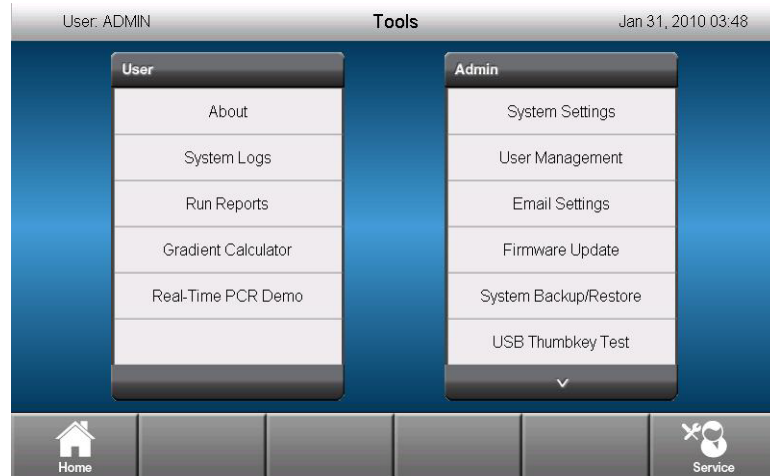 User: ADMIN
Tools
Jan 31, 2010 03:48
User
About
System Logs
Run Reports
Gradient Calculator
Real-Time PCR Demo
Admin
System Settings
User Management
Email Settings
Firmware Update
System Backup/Restore
USB Thumbkey Test
Home
Service